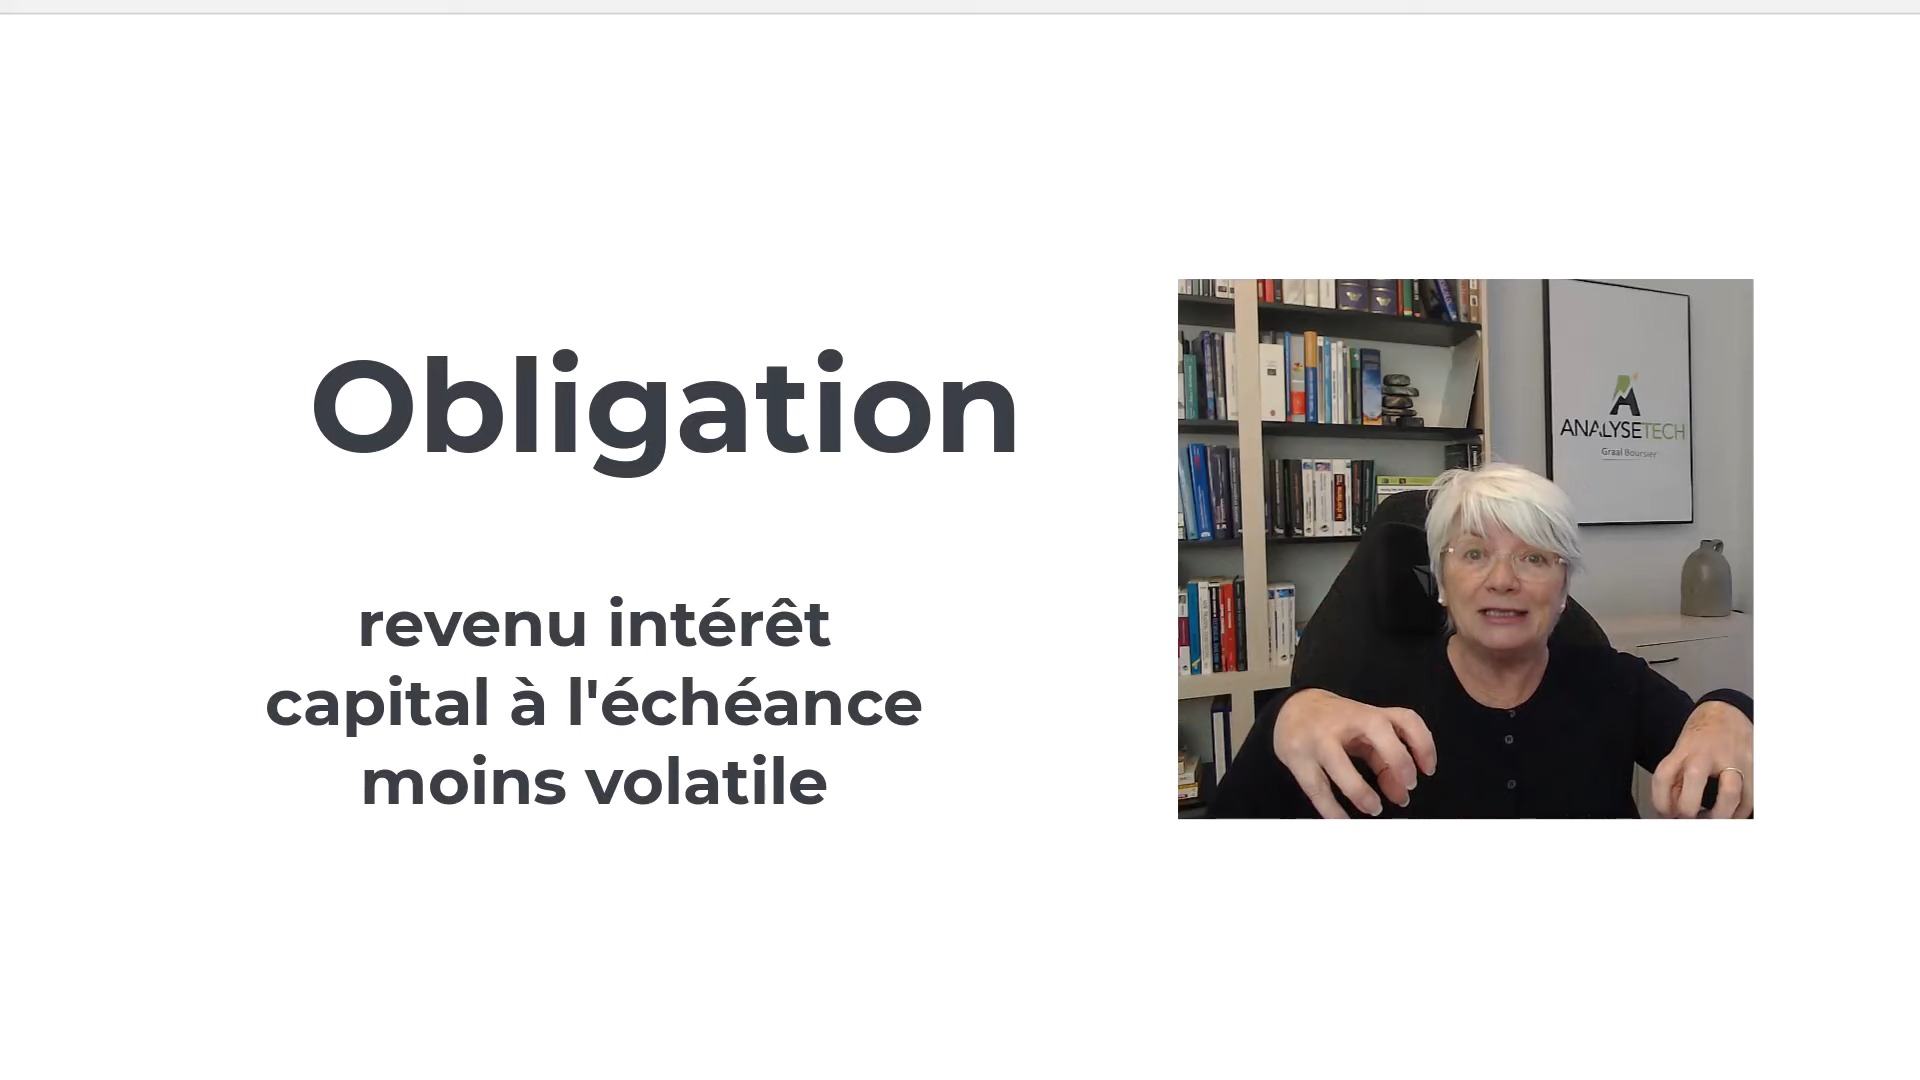 Obligation
revenu intérêt
capital à l'échéance
moins volatile
ANALYSETECH
Graal Boursier